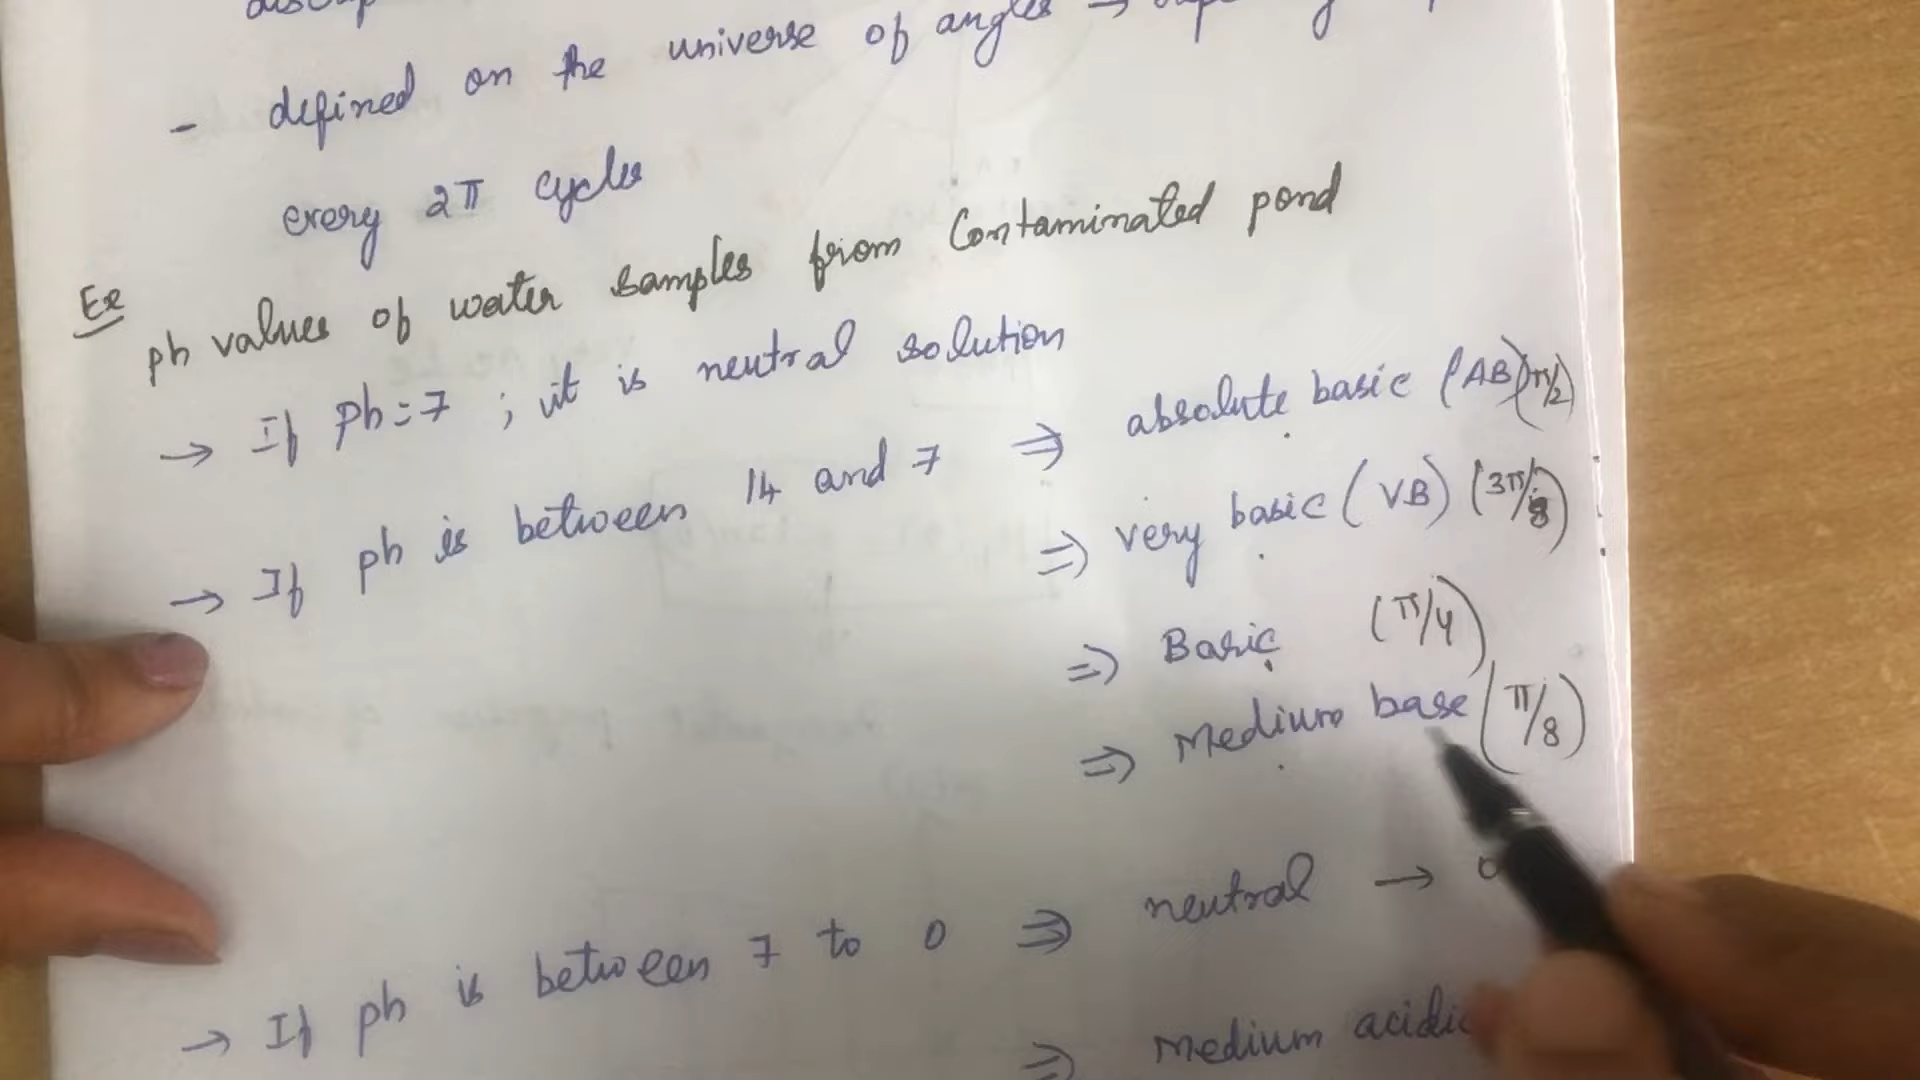 - defined on the universe of angles →
every 2π cycles
Ex
ph values of water samples from Contaminated pond
→ If Ph=7 ; it is neutral solution
→ If ph is between 14 and 7 ⇒ absolute basic (AB)(π/2)
⇒ very basic (VB) (3π/8)
⇒ Basic (π/4)
⇒ Medium base (π/8)
→ If ph is between 7 to 0 ⇒ neutral → 0
⇒ Medium acidic